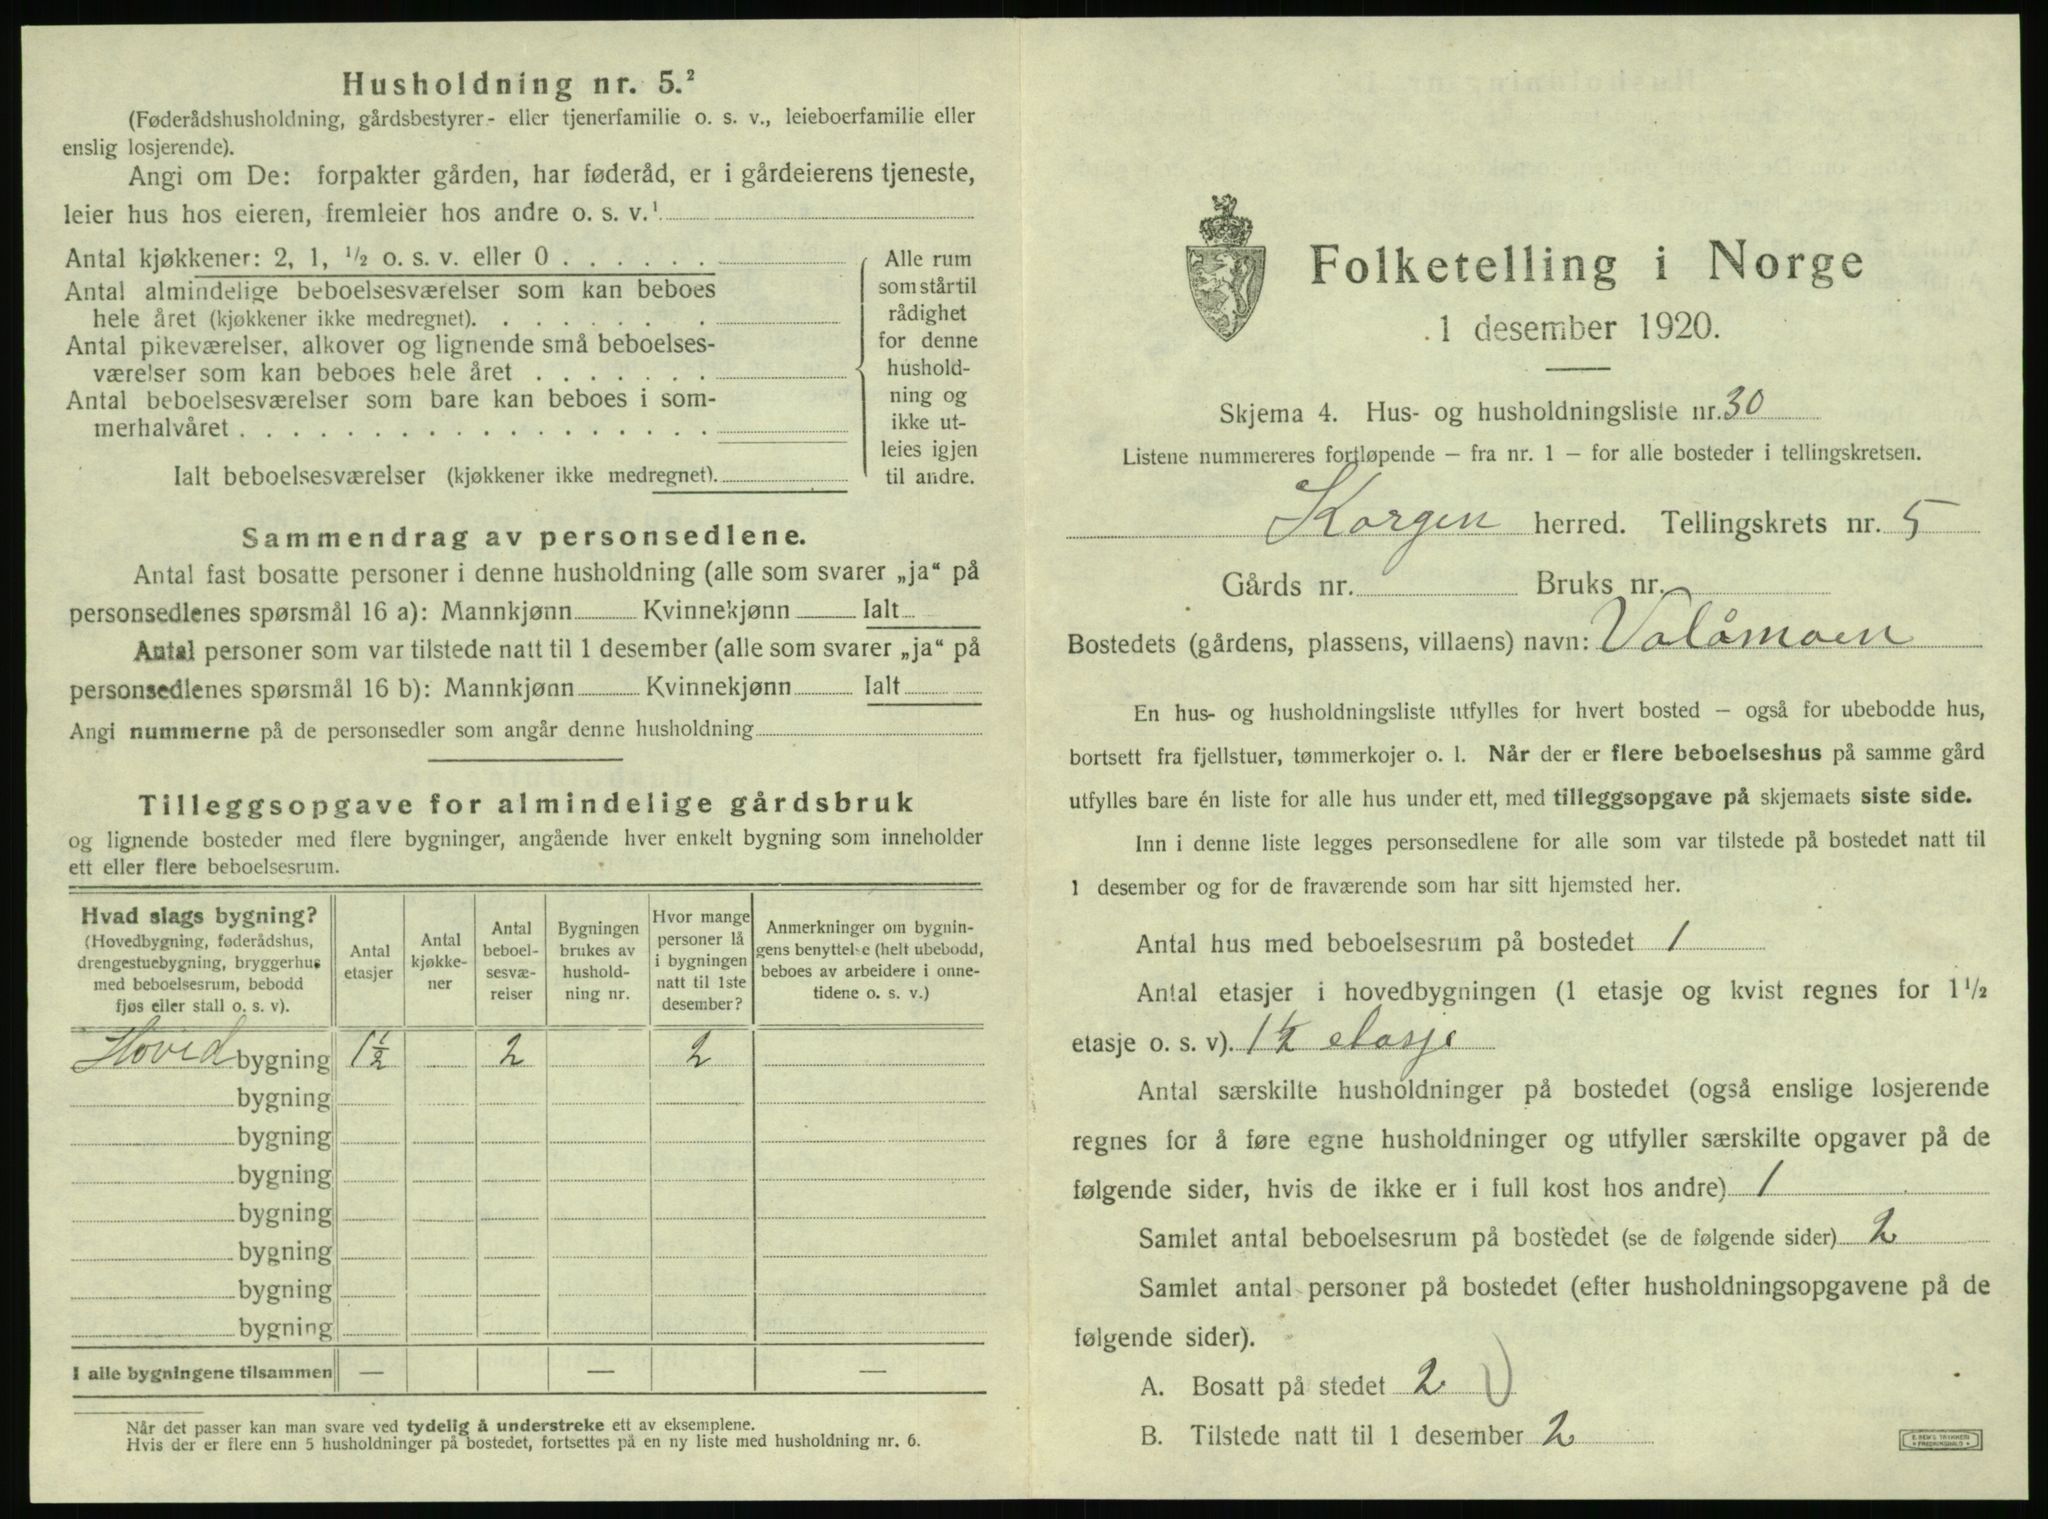 Husholdning nr. 5.²
(Føderådshusholdning, gårdsbestyrer- eller tjenerfamilie o. s. v., leieboerfamilie eller
enslig losjerende).
Angi om De: forpakter gården, har føderåd, er i gårdeierens tjeneste,
leier hus hos eieren, fremleier hos andre o. s. v.¹
Antal kjøkkener: 2, 1, ½ o. s. v. eller 0 . . . . . .
Antal almindelige beboelsesværelser som kan beboes
hele året (kjøkkener ikke medregnet). . . . . . . .
Antal pikeværelser, alkover og lignende små beboelses-
værelser som kan beboes hele året . . . . . . .
Antal beboelsesværelser som bare kan beboes i som-
merhalvåret . . . . . . . . . . . . . . . . . .
Ialt beboelsesværelser (kjøkkener ikke medregnet).
Alle rum
som står til
rådighet
for denne
hushold-
ning og
ikke ut-
leies igjen
til andre.
Sammendrag av personsedlene.
Antal fast bosatte personer i denne husholdning (alle som svarer „ja“ på
personsedlenes spørsmål 16 a): Mannkjønn Kvinnekjønn Ialt
Antal personer som var tilstede natt til 1 desember (alle som svarer „ja“ på
personsedlenes spørsmål 16 b): Mannkjønn Kvinnekjønn Ialt
Angi nummerne på de personsedler som angår denne husholdning
Tilleggsopgave for almindelige gårdsbruk
og lignende bosteder med flere bygninger, angående hver enkelt bygning som inneholder
ett eller flere beboelsesrum.
Hvad slags bygning?
(Hovedbygning, føderådshus,
drengestuebygning, bryggerhus
med beboelsesrum, bebodd
fjøs eller stall o. s. v).
Antal
etasjer
Antal
kjøkke-
ner
Antal
beboel-
sesvæ-
relser
Bygningen
brukes av
hushold-
ning nr.
Hvor mange
personer lå
i bygningen
natt til 1ste
desember?
Anmerkninger om bygnin-
gens benyttelse (helt ubebodd,
beboes av arbeidere i onne-
tidene o. s. v.)
Hoved bygning 1½ 2 2
bygning
bygning
bygning
bygning
bygning
bygning
bygning
I alle bygningene tilsammen — — —
Når det passer kan man svare ved tydelig å understreke ett av eksemplene.
Hvis der er flere enn 5 husholdninger på bostedet, fortsettes på en ny liste med husholdning nr. 6.
Folketelling i Norge
1 desember 1920.
Skjema 4. Hus- og husholdningsliste nr. 30
Listene nummereres fortløpende — fra nr. 1 — for alle bosteder i tellingskretsen.
Korgen herred. Tellingskrets nr. 5
Gårds nr. Bruks nr.
Bostedets (gårdens, plassens, villaens) navn: Valåmoen
En hus- og husholdningsliste utfylles for hvert bosted — også for ubebodde hus,
bortsett fra fjellstuer, tømmerkojer o. l. Når der er flere beboelseshus på samme gård
utfylles bare én liste for alle hus under ett, med tilleggsopgave på skjemaets siste side.
Inn i denne liste legges personsedlene for alle som var tilstede på bostedet natt til
1 desember og for de fraværende som har sitt hjemsted her.
Antal hus med beboelsesrum på bostedet 1
Antal etasjer i hovedbygningen (1 etasje og kvist regnes for 1½
etasje o. s. v). 1½ etasje
Antal særskilte husholdninger på bostedet (også enslige losjerende
regnes for å føre egne husholdninger og utfyller særskilte opgaver på de
følgende sider, hvis de ikke er i full kost hos andre) 1
Samlet antal beboelsesrum på bostedet (se de følgende sider) 2
Samlet antal personer på bostedet (efter husholdningsopgavene på de
følgende sider).
A. Bosatt på stedet 2
B. Tilstede natt til 1 desember 2